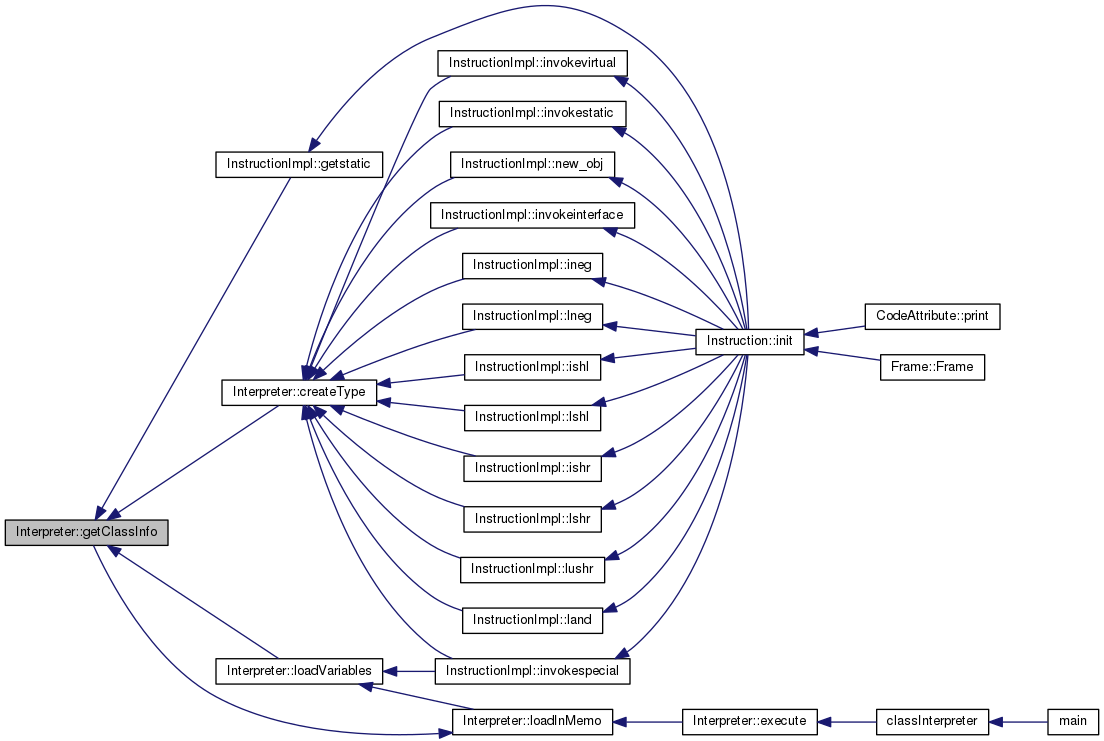 InstructionImpl::invokevirtual
InstructionImpl::invokestatic
InstructionImpl::getstatic
InstructionImpl::new_obj
InstructionImpl::invokeinterface
InstructionImpl::ineg
InstructionImpl::lneg
CodeAttribute::print
Instruction::init
InstructionImpl::ishl
Frame::Frame
Interpreter::createType
InstructionImpl::lshl
InstructionImpl::ishr
InstructionImpl::lshr
Interpreter::getClassInfo
InstructionImpl::lushr
InstructionImpl::land
Interpreter::loadVariables
InstructionImpl::invokespecial
Interpreter::loadInMemo
Interpreter::execute
classInterpreter
main